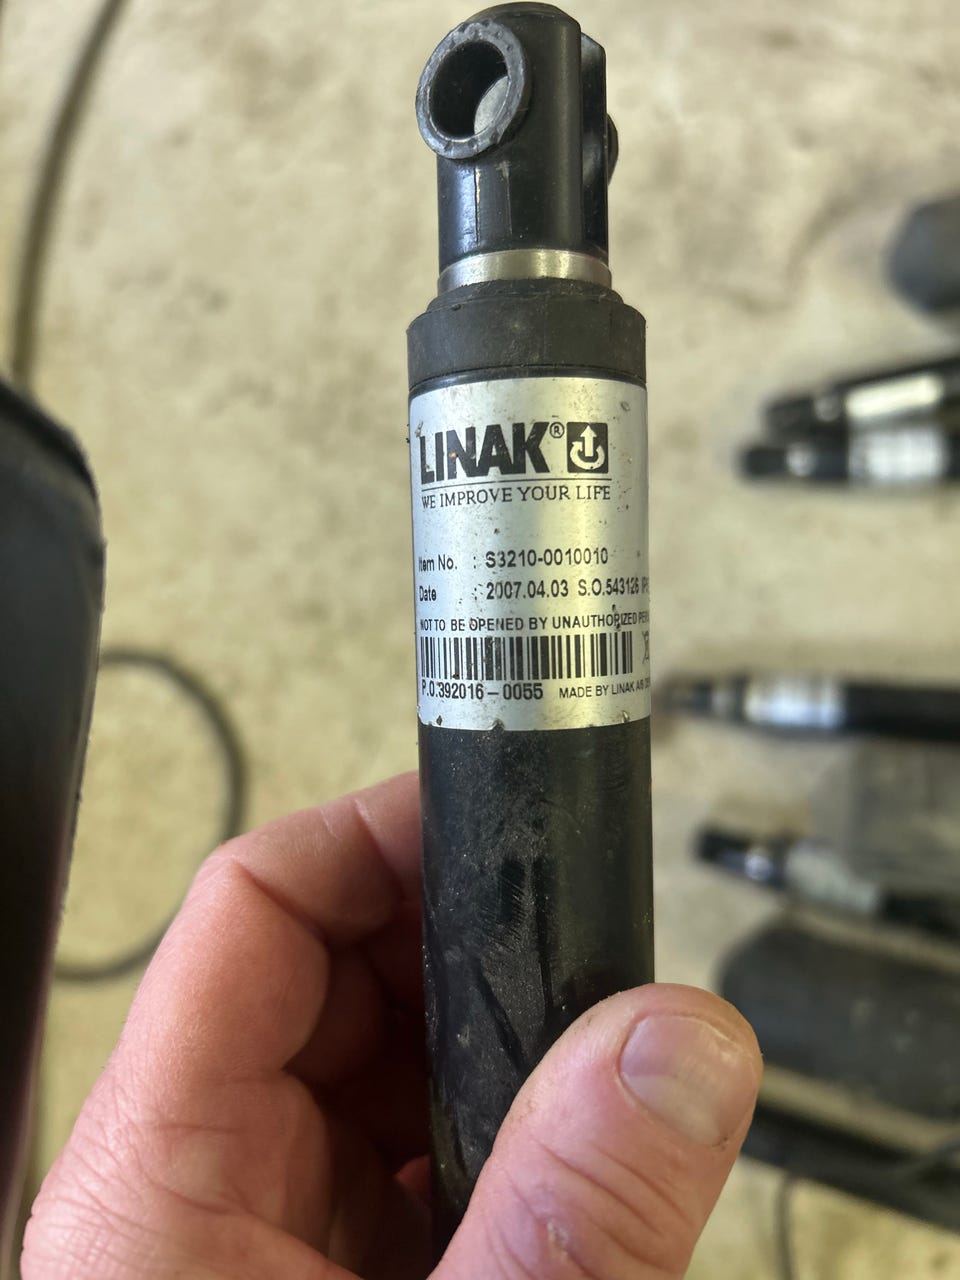 LINAK®
WE IMPROVE YOUR LIFE
Item No. : S3210-0010010
Date : 2007.04.03 S.O.543126
NOT TO BE OPENED BY UNAUTHORIZED
P.O.392016-0055 MADE BY LINAK A/S